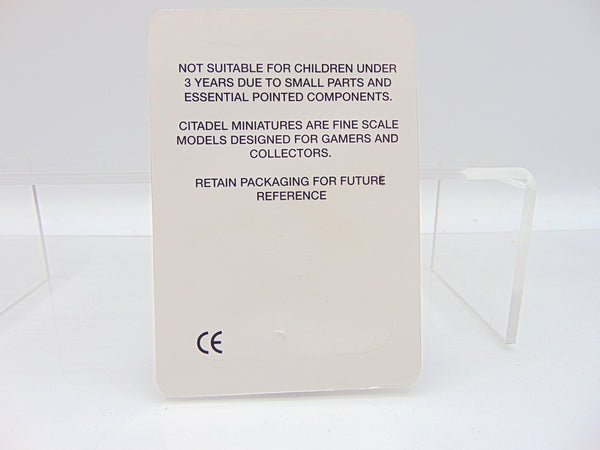 NOT SUITABLE FOR CHILDREN UNDER
3 YEARS DUE TO SMALL PARTS AND
ESSENTIAL POINTED COMPONENTS.
CITADEL MINIATURES ARE FINE SCALE
MODELS DESIGNED FOR GAMERS AND
COLLECTORS.
RETAIN PACKAGING FOR FUTURE
REFERENCE
CE